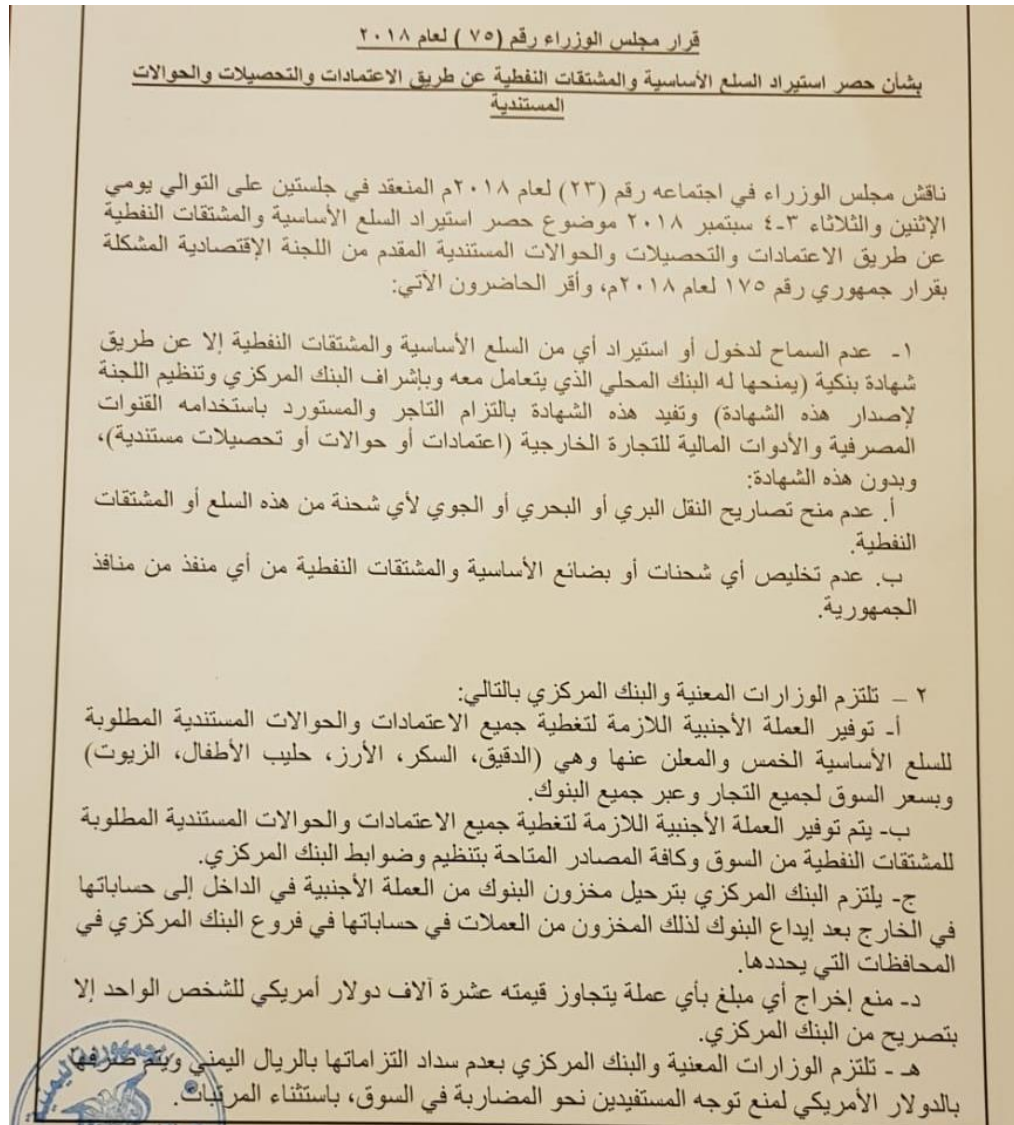 قرار مجلس الوزراء رقم (٧٥ ) لعام ٢٠١٨
بشأن حصر استيراد السلع الأساسية والمشتقات النفطية عن طريق الاعتمادات والتحصيلات والحوالات
المستندية
ناقش مجلس الوزراء في اجتماعه رقم (٢٣) لعام ٢٠١٨م المنعقد في جلستين على التوالي يومي
الإثنين والثلاثاء ٣-٤ سبتمبر ٢٠١٨ موضوع حصر استيراد السلع الأساسية والمشتقات النفطية
عن طريق الاعتمادات والتحصيلات والحوالات المستندية المقدم من اللجنة الإقتصادية المشكلة
بقرار جمهوري رقم ١٧٥ لعام ٢٠١٨م، وأقر الحاضرون الآتي:
١- عدم السماح لدخول أو استيراد أي من السلع الأساسية والمشتقات النفطية إلا عن طريق
شهادة بنكية (يمنحها له البنك المحلي الذي يتعامل معه وبإشراف البنك المركزي وتنظيم اللجنة
لإصدار هذه الشهادة) وتفيد هذه الشهادة بالتزام التاجر والمستورد باستخدامه القنوات
المصرفية والأدوات المالية للتجارة الخارجية (اعتمادات أو حوالات أو تحصيلات مستندية)،
وبدون هذه الشهادة:
أ. عدم منح تصاريح النقل البري أو البحري أو الجوي لأي شحنة من هذه السلع أو المشتقات
النفطية.
ب. عدم تخليص أي شحنات أو بضائع الأساسية والمشتقات النفطية من أي منفذ من منافذ
الجمهورية.
٢ – تلتزم الوزارات المعنية والبنك المركزي بالتالي:
أ- توفير العملة الأجنبية اللازمة لتغطية جميع الاعتمادات والحوالات المستندية المطلوبة
للسلع الأساسية الخمس والمعلن عنها وهي (الدقيق، السكر، الأرز، حليب الأطفال، الزيوت)
وبسعر السوق لجميع التجار وعبر جميع البنوك.
ب- يتم توفير العملة الأجنبية اللازمة لتغطية جميع الاعتمادات والحوالات المستندية المطلوبة
للمشتقات النفطية من السوق وكافة المصادر المتاحة بتنظيم وضوابط البنك المركزي.
ج- يلتزم البنك المركزي بترحيل مخزون البنوك من العملة الأجنبية في الداخل إلى حساباتها
في الخارج بعد إيداع البنوك لذلك المخزون من العملات في حساباتها في فروع البنك المركزي في
المحافظات التي يحددها.
د- منع إخراج أي مبلغ بأي عملة يتجاوز قيمته عشرة آلاف دولار أمريكي للشخص الواحد إلا
بتصريح من البنك المركزي.
هـ - تلتزم الوزارات المعنية والبنك المركزي بعدم سداد التزاماتها بالريال اليمني ويتم صرفها
بالدولار الأمريكي لمنع توجه المستفيدين نحو المضاربة في السوق، باستثناء المرتبات.
الجمهورية اليمنية